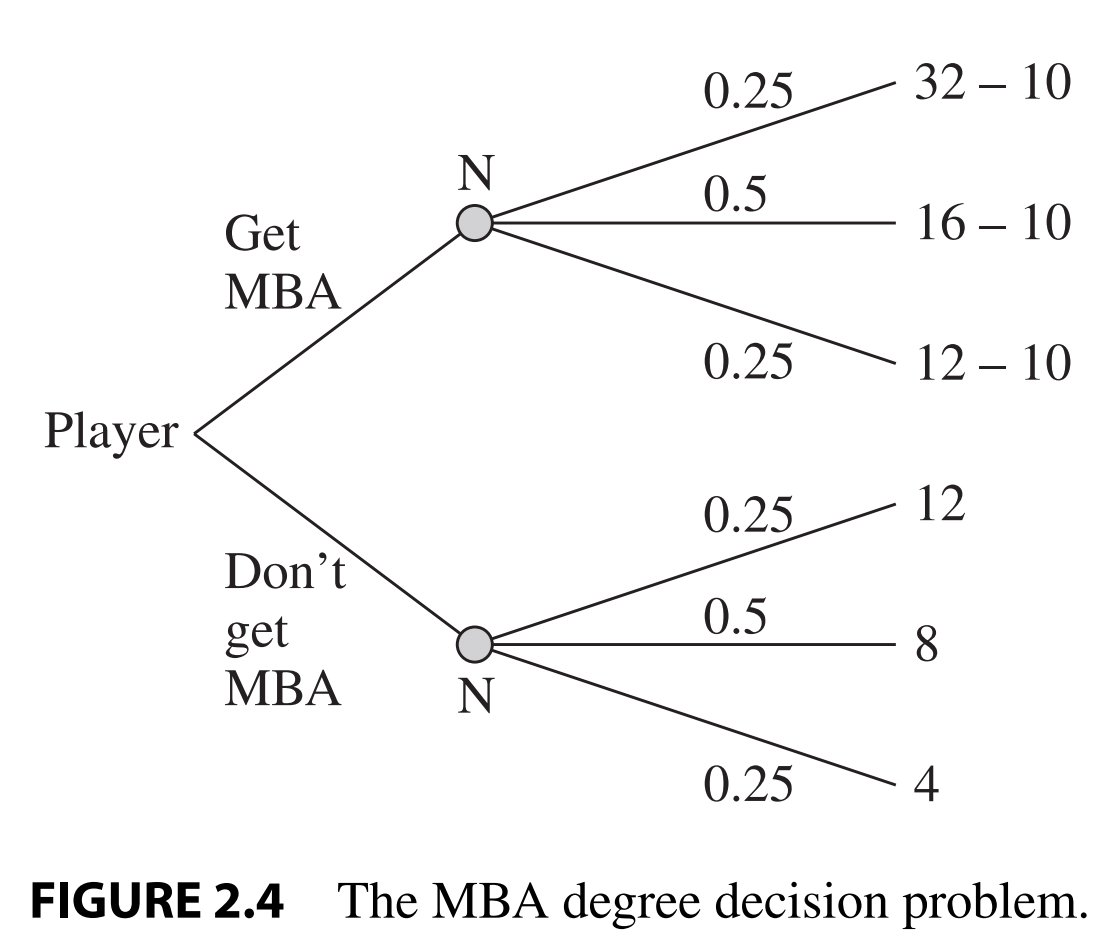 0.25
32 – 10
N
0.5
16 – 10
Get
MBA
0.25
12 – 10
Player
0.25
12
Don’t
get
MBA
0.5
8
N
0.25
4
FIGURE 2.4 The MBA degree decision problem.